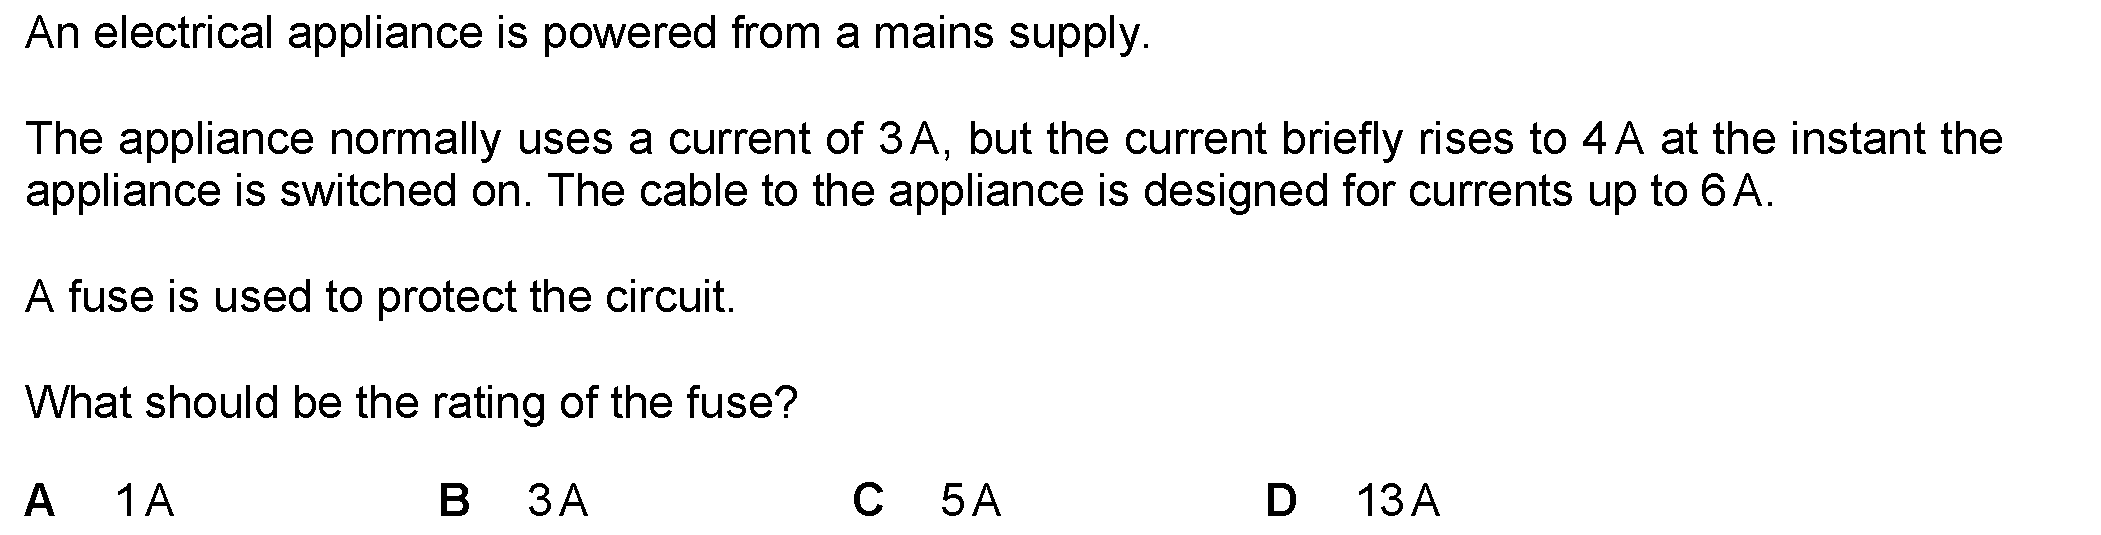 An electrical appliance is powered from a mains supply.
The appliance normally uses a current of 3 A, but the current briefly rises to 4 A at the instant the
appliance is switched on. The cable to the appliance is designed for currents up to 6 A.
A fuse is used to protect the circuit.
What should be the rating of the fuse?
A 1 A B 3 A C 5 A D 13 A